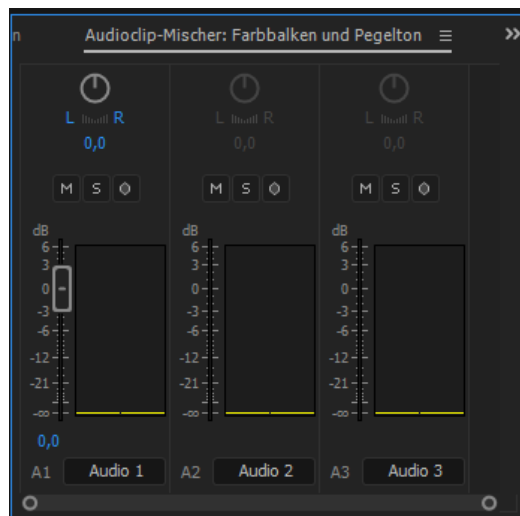 n Audioclip-Mischer: Farbbalken und Pegelton ≡ »
L R L R L R
0,0 0,0 0,0
M S M S M S
dB dB dB
6 6 6
3 3 3
0 0 0
-3 -3 -3
-6 -6 -6
-12 -12 -12
-21 -21 -21
-∞ -∞ -∞
0,0
A1 Audio 1 A2 Audio 2 A3 Audio 3